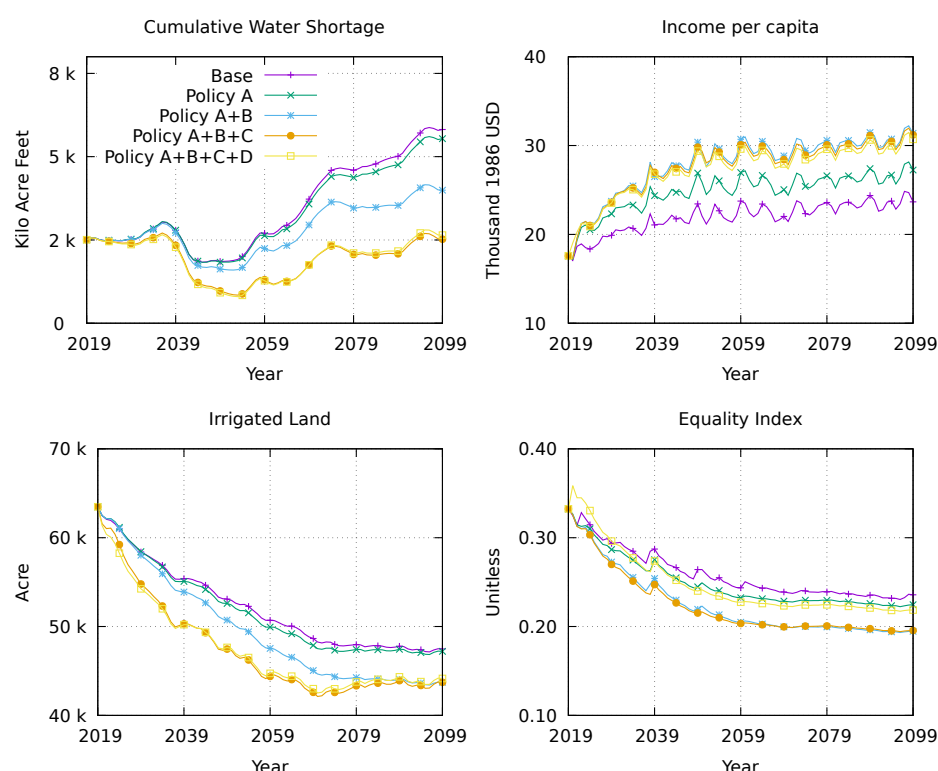 Cumulative Water Shortage
Kilo Acre Feet
8 k
5 k
2 k
0
Base
Policy A
Policy A+B
Policy A+B+C
Policy A+B+C+D
2019 2039 2059 2079 2099
Year
Income per capita
Thousand 1986 USD
40
30
20
10
2019 2039 2059 2079 2099
Year
Irrigated Land
Acre
70 k
60 k
50 k
40 k
2019 2039 2059 2079 2099
Year
Equality Index
Unitless
0.40
0.30
0.20
0.10
2019 2039 2059 2079 2099
Year